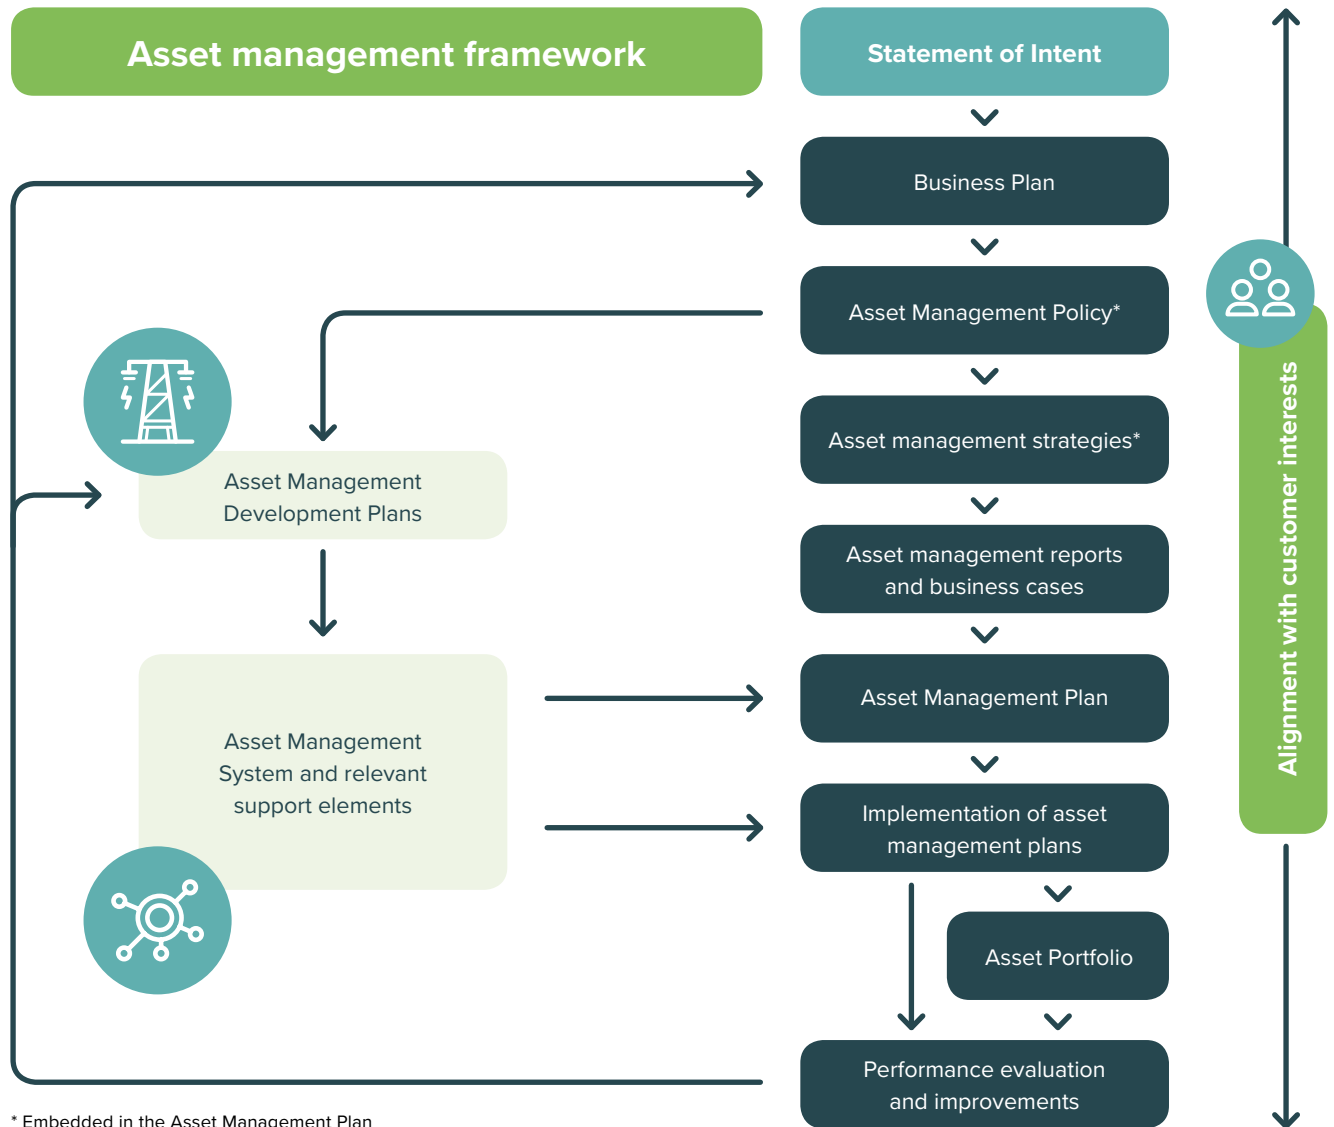 Asset management framework
Statement of Intent
Business Plan
Asset Management Policy*
Asset management strategies*
Asset Management
Development Plans
Asset management reports
and business cases
Asset Management Plan
Asset Management
System and relevant
support elements
Implementation of asset
management plans
Asset Portfolio
Performance evaluation
and improvements
Alignment with customer interests
* Embedded in the Asset Management Plan